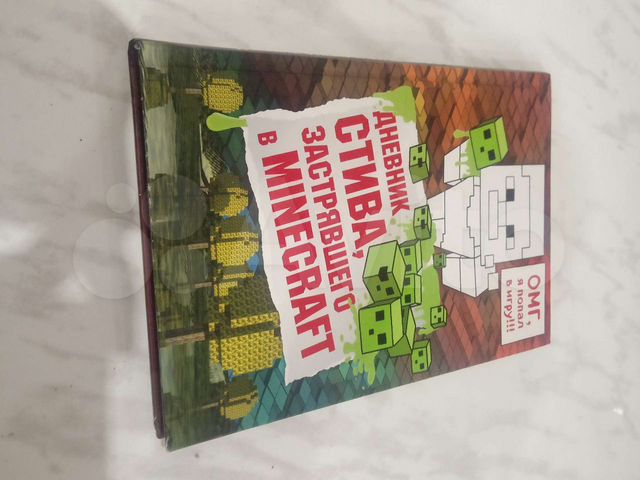 ОМГ,
я попал
в игру!!!
ДНЕВНИК
СТИВА,
ЗАСТРЯВШЕГО
В MINECRAFT